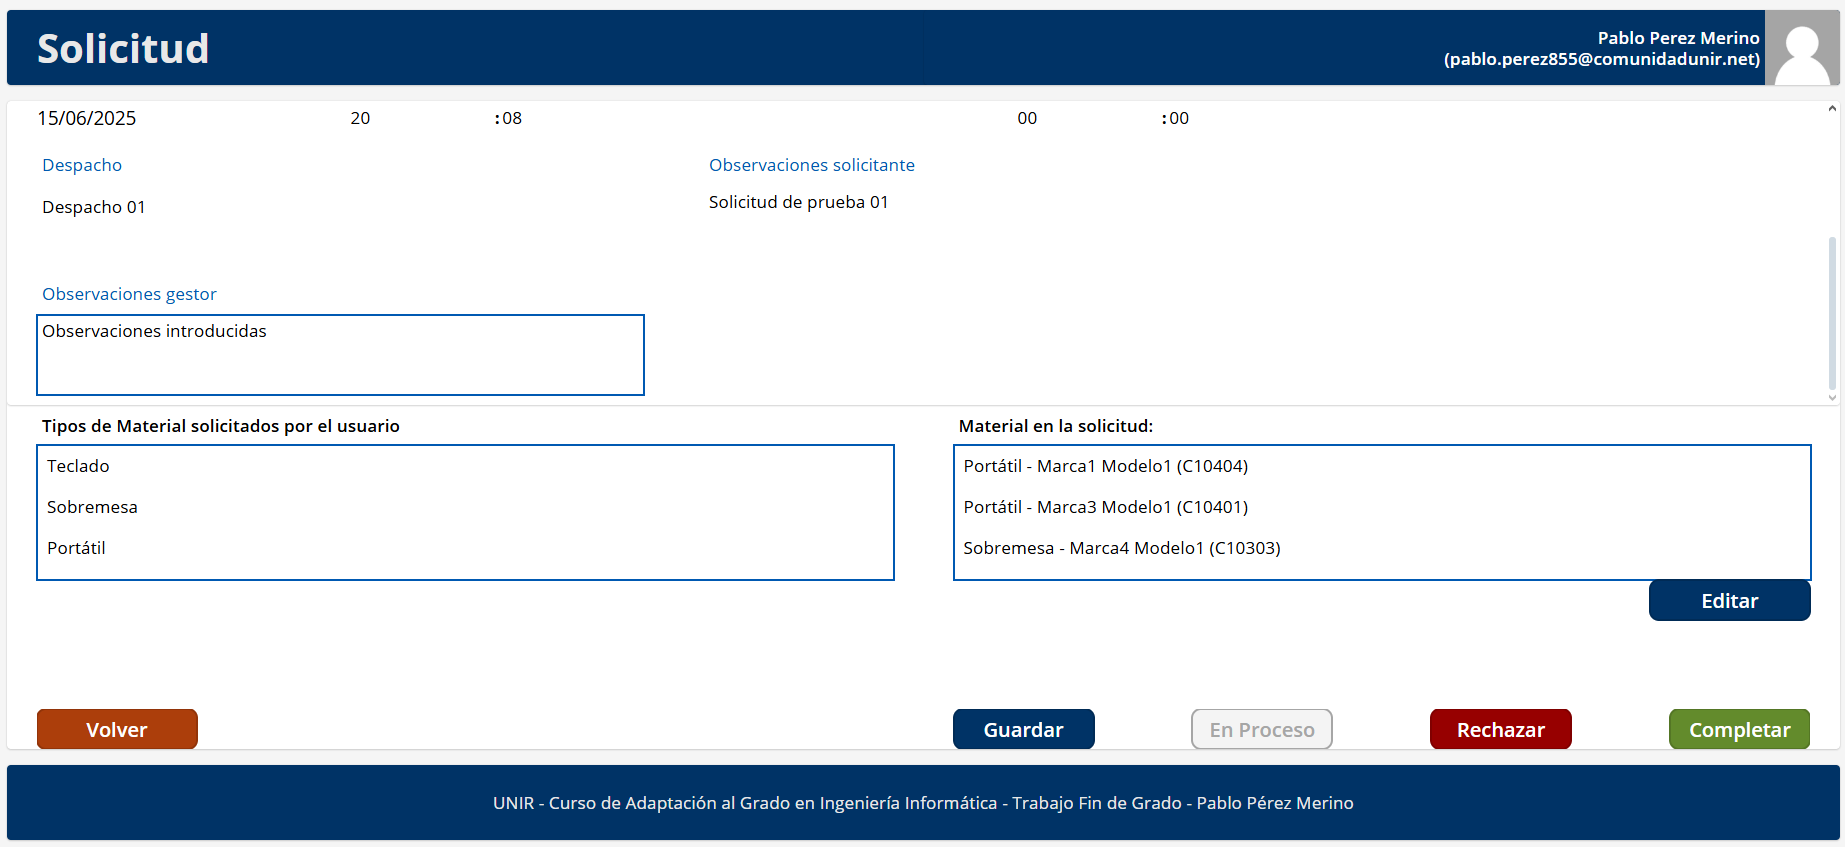 Solicitud
Pablo Perez Merino
(pablo.perez855@comunidadunir.net)
15/06/2025 20 :08 00 :00
Despacho Observaciones solicitante
Despacho 01 Solicitud de prueba 01
Observaciones gestor
Observaciones introducidas
Tipos de Material solicitados por el usuario
Teclado
Sobremesa
Portátil
Material en la solicitud:
Portátil - Marca1 Modelo1 (C10404)
Portátil - Marca3 Modelo1 (C10401)
Sobremesa - Marca4 Modelo1 (C10303)
Editar
Volver Guardar En Proceso Rechazar Completar
UNIR - Curso de Adaptación al Grado en Ingeniería Informática - Trabajo Fin de Grado - Pablo Pérez Merino